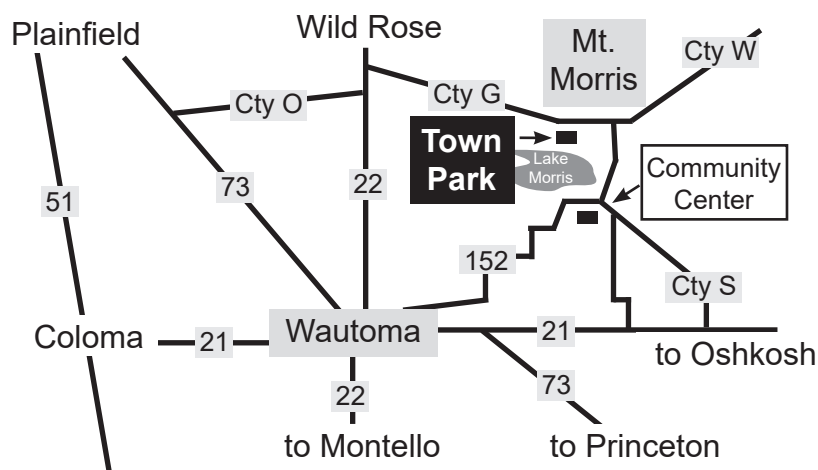 Plainfield
Wild Rose
Mt.
Morris
Cty W
Cty O
Cty G
Town
Park
Lake
Morris
Community
Center
51
73
22
152
Cty S
Coloma
21
Wautoma
21
to Oshkosh
22
73
to Montello
to Princeton